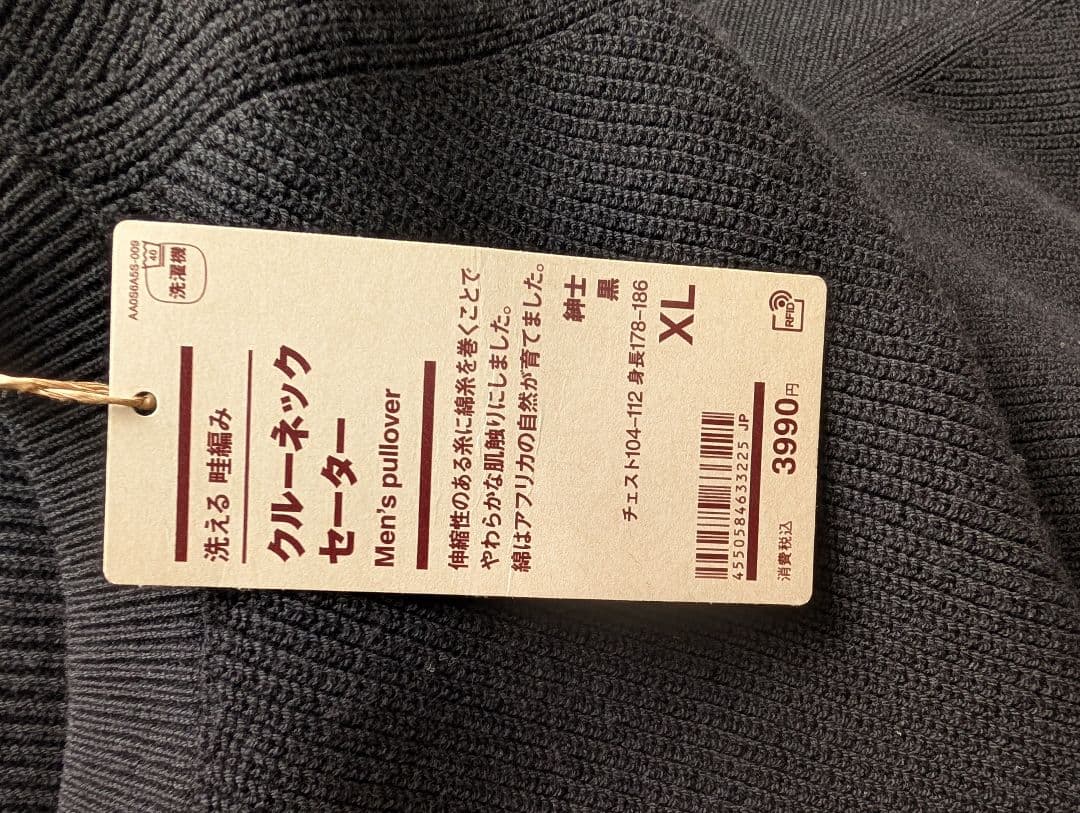 AA0S6A5S-009
40
洗濯機
洗える 畦編み
クルーネック
セーター
Men's pullover
伸縮性のある糸に綿糸を巻くことで
やわらかな肌触りにしました。
綿はアフリカの自然が育てました。
紳士
黒
チェスト104–112 身長178–186
XL
4550584633225 JP
消費税込 3990円
RFID